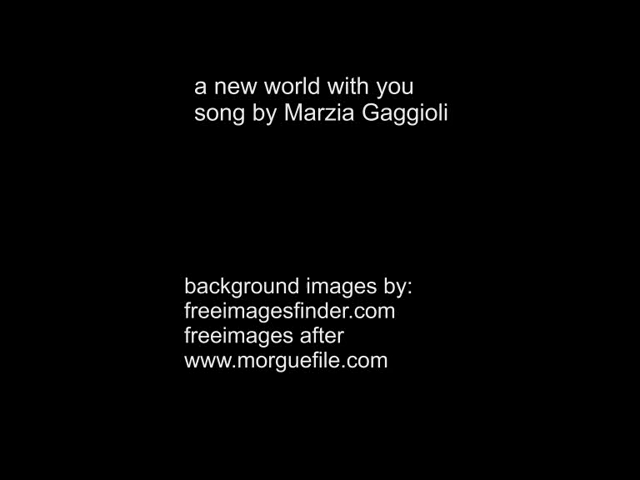 a new world with you
song by Marzia Gaggioli
background images by:
freeimagesfinder.com
freeimages after
www.morguefile.com